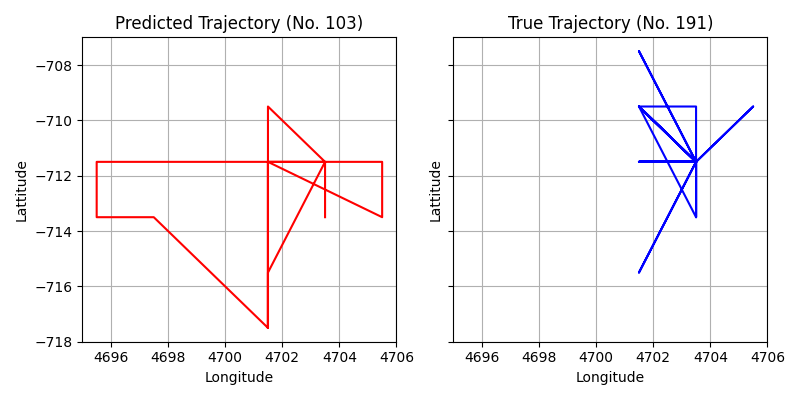 Predicted Trajectory (No. 103)
True Trajectory (No. 191)
Lattitude
−708
−710
−712
−714
−716
−718
4696 4698 4700 4702 4704 4706
Longitude
Lattitude
4696 4698 4700 4702 4704 4706
Longitude